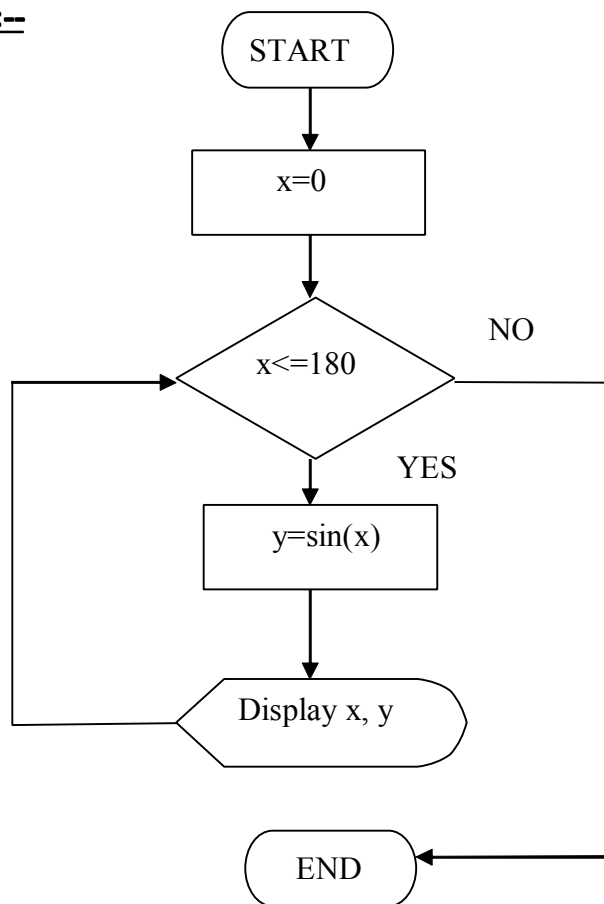 :--
START
x=0
x<=180
NO
YES
y=sin(x)
Display x, y
END